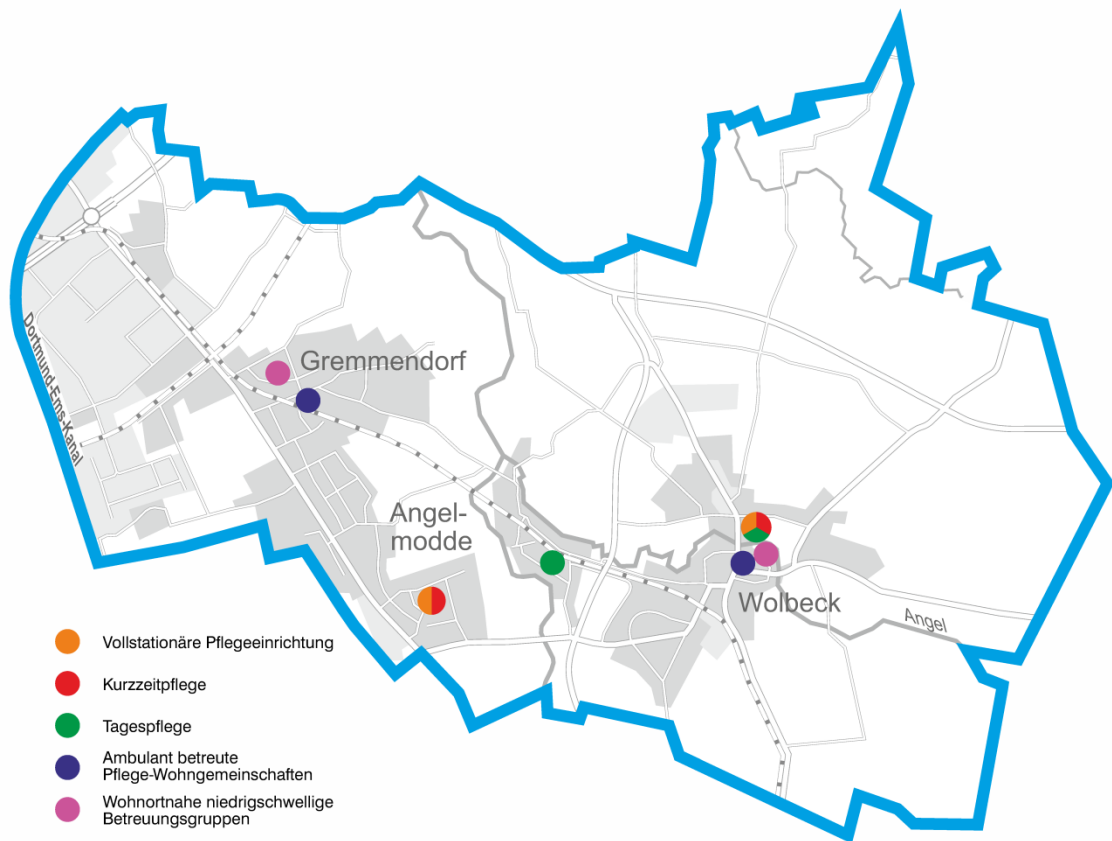 Dortmund-Ems-Kanal
Gremmendorf
Angel-
modde
Wolbeck
Angel
Vollstationäre Pflegeeinrichtung
Kurzzeitpflege
Tagespflege
Ambulant betreute
Pflege-Wohngemeinschaften
Wohnortnahe niedrigschwellige
Betreuungsgruppen